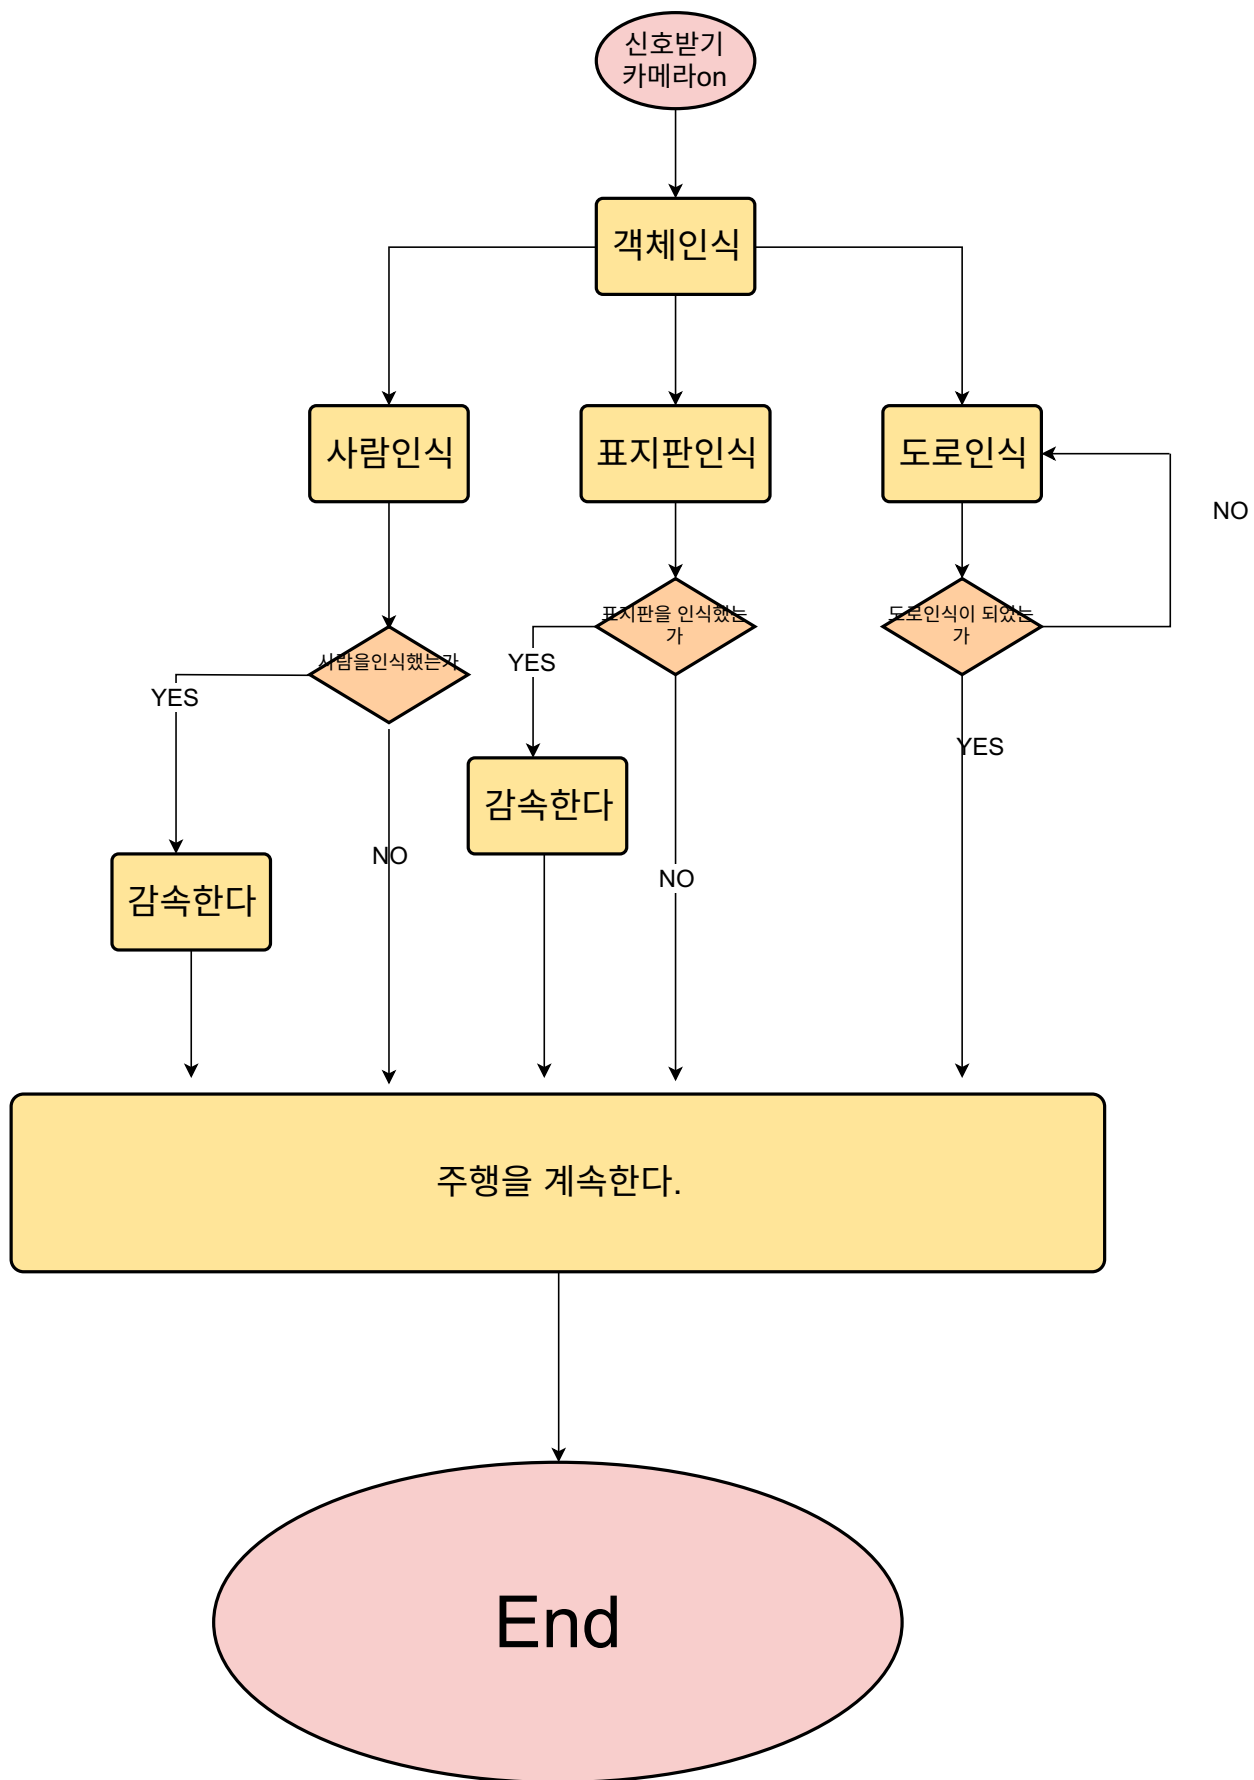 신호받기
카메라on
객체인식
사람인식
표지판인식
도로인식
NO
표지판을 인식했는
가
도로인식이 되었는
가
사람을인식했는가
YES
YES
YES
감속한다
NO
NO
감속한다
주행을 계속한다.
End